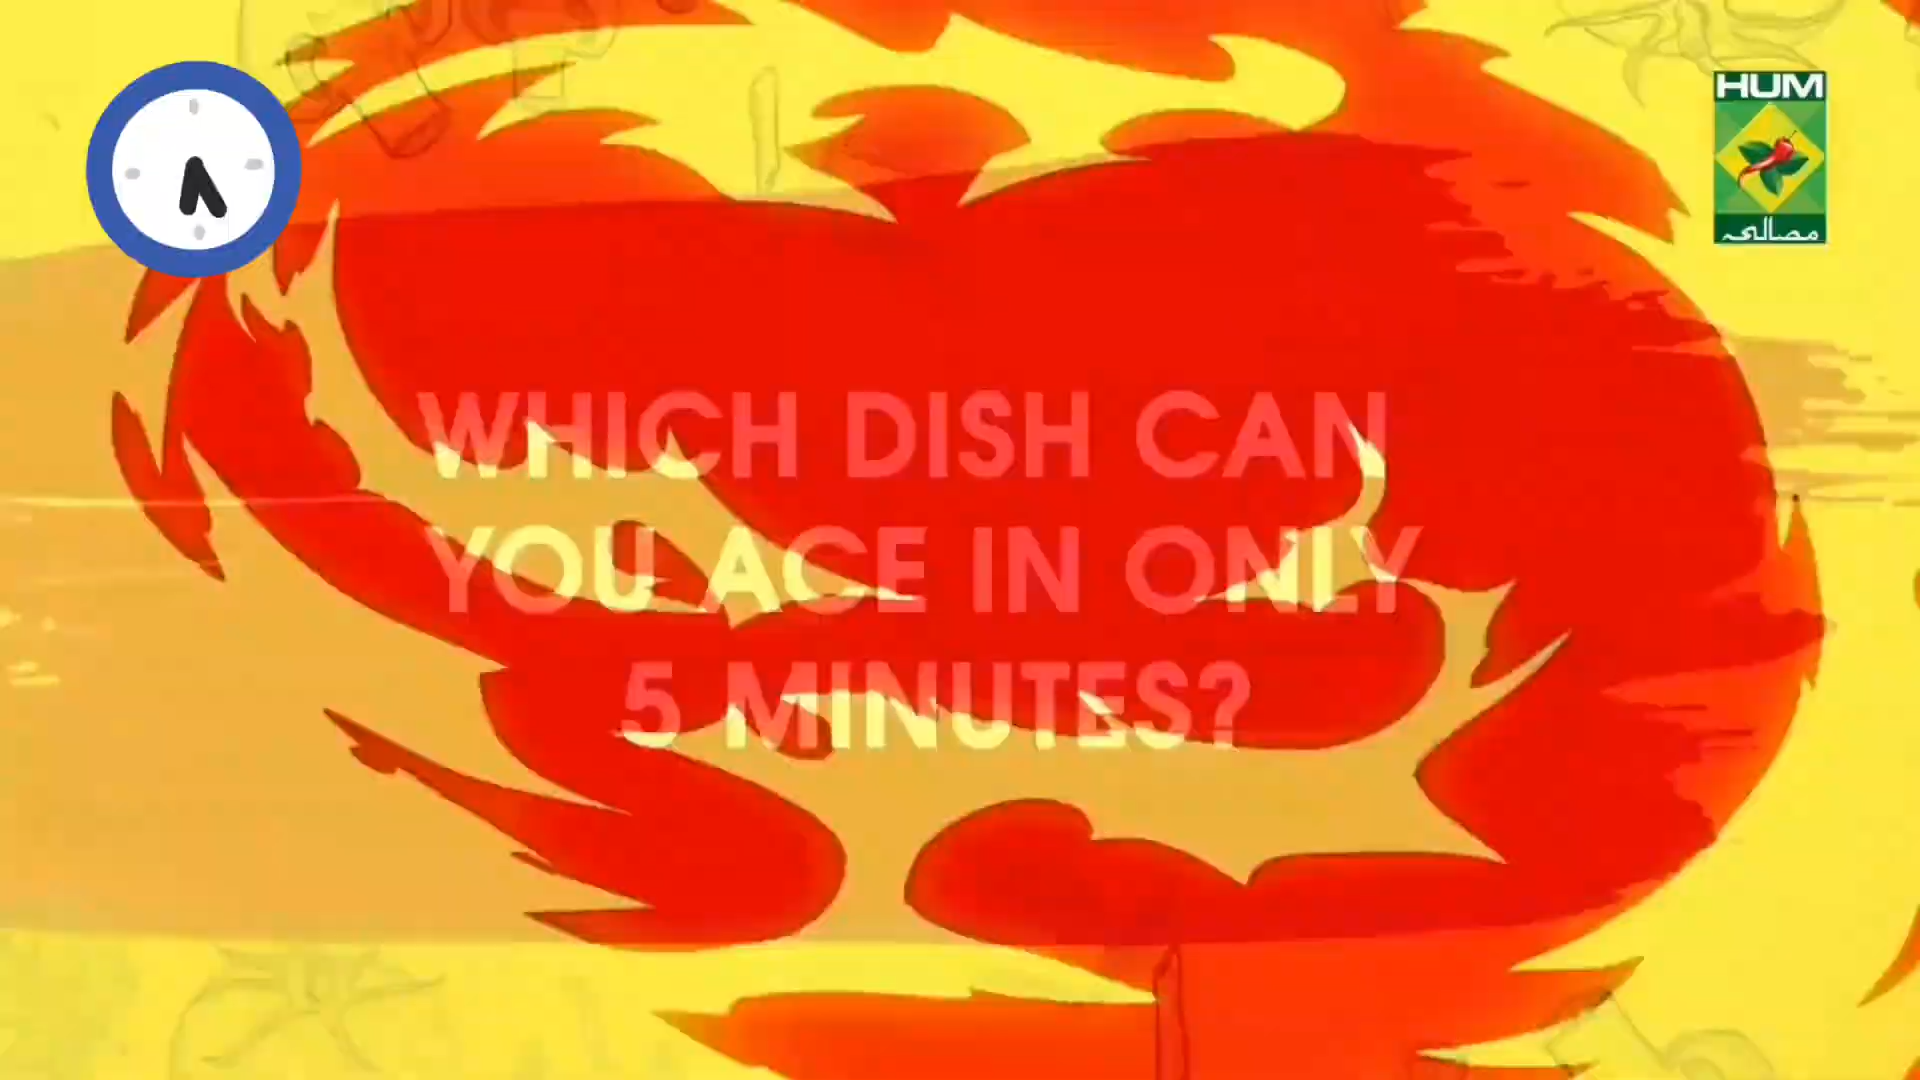 HUM
مصالحہ
WHICH DISH CAN
YOU ACE IN ONLY
5 MINUTES?